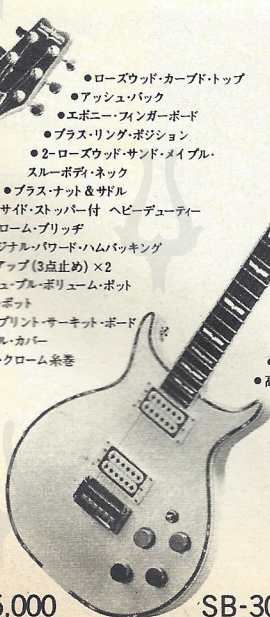 ●ローズウッド・カーブド・トップ
●アッシュ・バック
●エボニー・フィンガーボード
●ブラス・リング・ポジション
●2-ローズウッド・サンド・メイプル・
スルーボディ・ネック
●ブラス・ナット&サドル
サイド・ストッパー付 ヘビーデューティー
ローム・ブリッヂ
ジナル・パワード・ハムバッキング
アップ(3点止め)×2
ュ・プル・ボリューム・ポット
ポット
プリント・サーキット・ボード
ル・カバー
・クローム糸巻
●高
5,000
SB-30